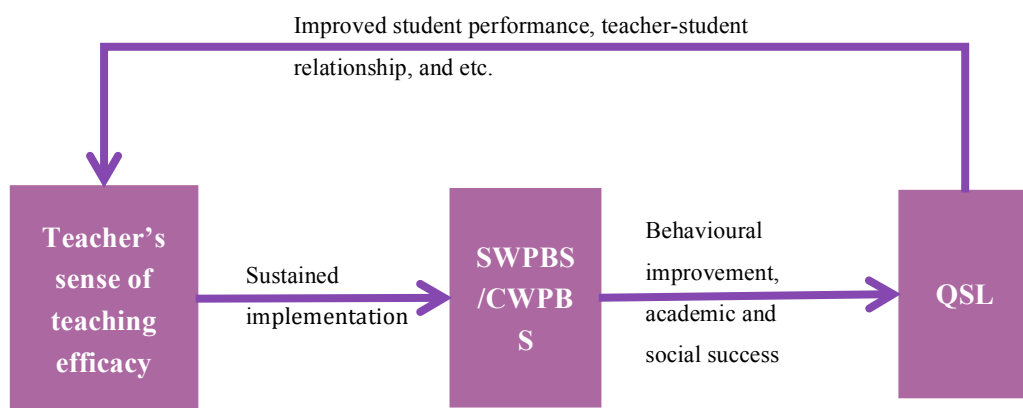 Improved student performance, teacher-student
relationship, and etc.
Teacher’s
sense of
teaching
efficacy
Sustained
implementation
SWPBS
/CWPB
S
Behavioural
improvement,
academic and
social success
QSL